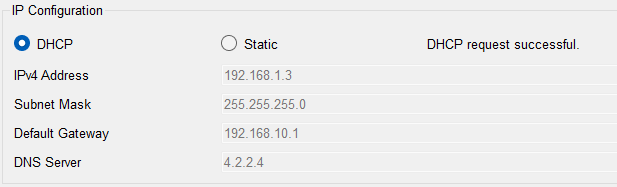 IP Configuration
DHCP Static DHCP request successful.
IPv4 Address 192.168.1.3
Subnet Mask 255.255.255.0
Default Gateway 192.168.10.1
DNS Server 4.2.2.4